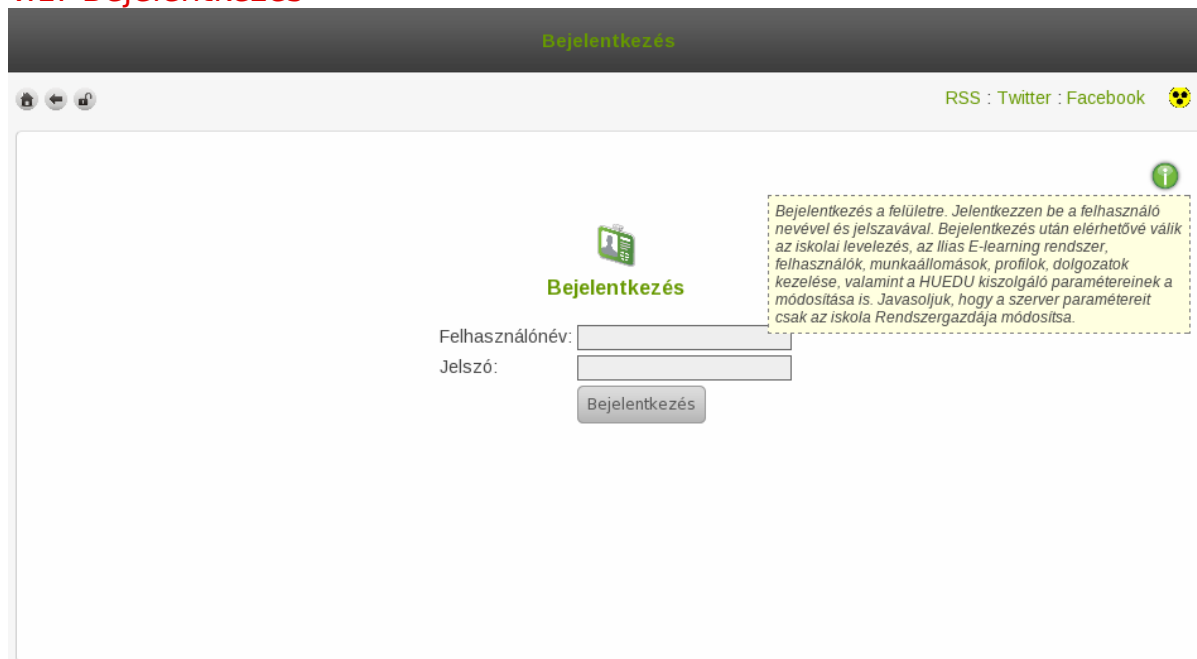 Bejelentkezés
Bejelentkezés
RSS : Twitter : Facebook
Bejelentkezés a felületre. Jelentkezzen be a felhasználó
nevével és jelszavával. Bejelentkezés után elérhetővé válik
az iskolai levelezés, az Ilias E-learning rendszer,
felhasználók, munkaállomások, profilok, dolgozatok
kezelése, valamint a HUEDU kiszolgáló paramétereinek a
módosítása is. Javasoljuk, hogy a szerver paramétereit
csak az iskola Rendszergazdája módosítsa.
Bejelentkezés
Felhasználónév:
Jelszó:
Bejelentkezés